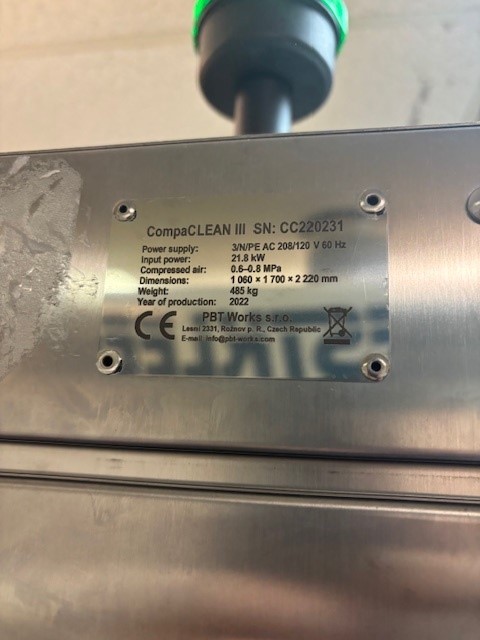 CompaCLEAN III SN: CC220231
Power supply: 3/N/PE AC 208/120 V 60 Hz
Input power: 21.8 kW
Compressed air: 0.6–0.8 MPa
Dimensions: 1 060 × 1 700 × 2 220 mm
Weight: 485 kg
Year of production: 2022
CE PBT Works s.r.o.
Lesní 2331, Rožnov p. R., Czech Republic
E-mail: info@pbt-works.com